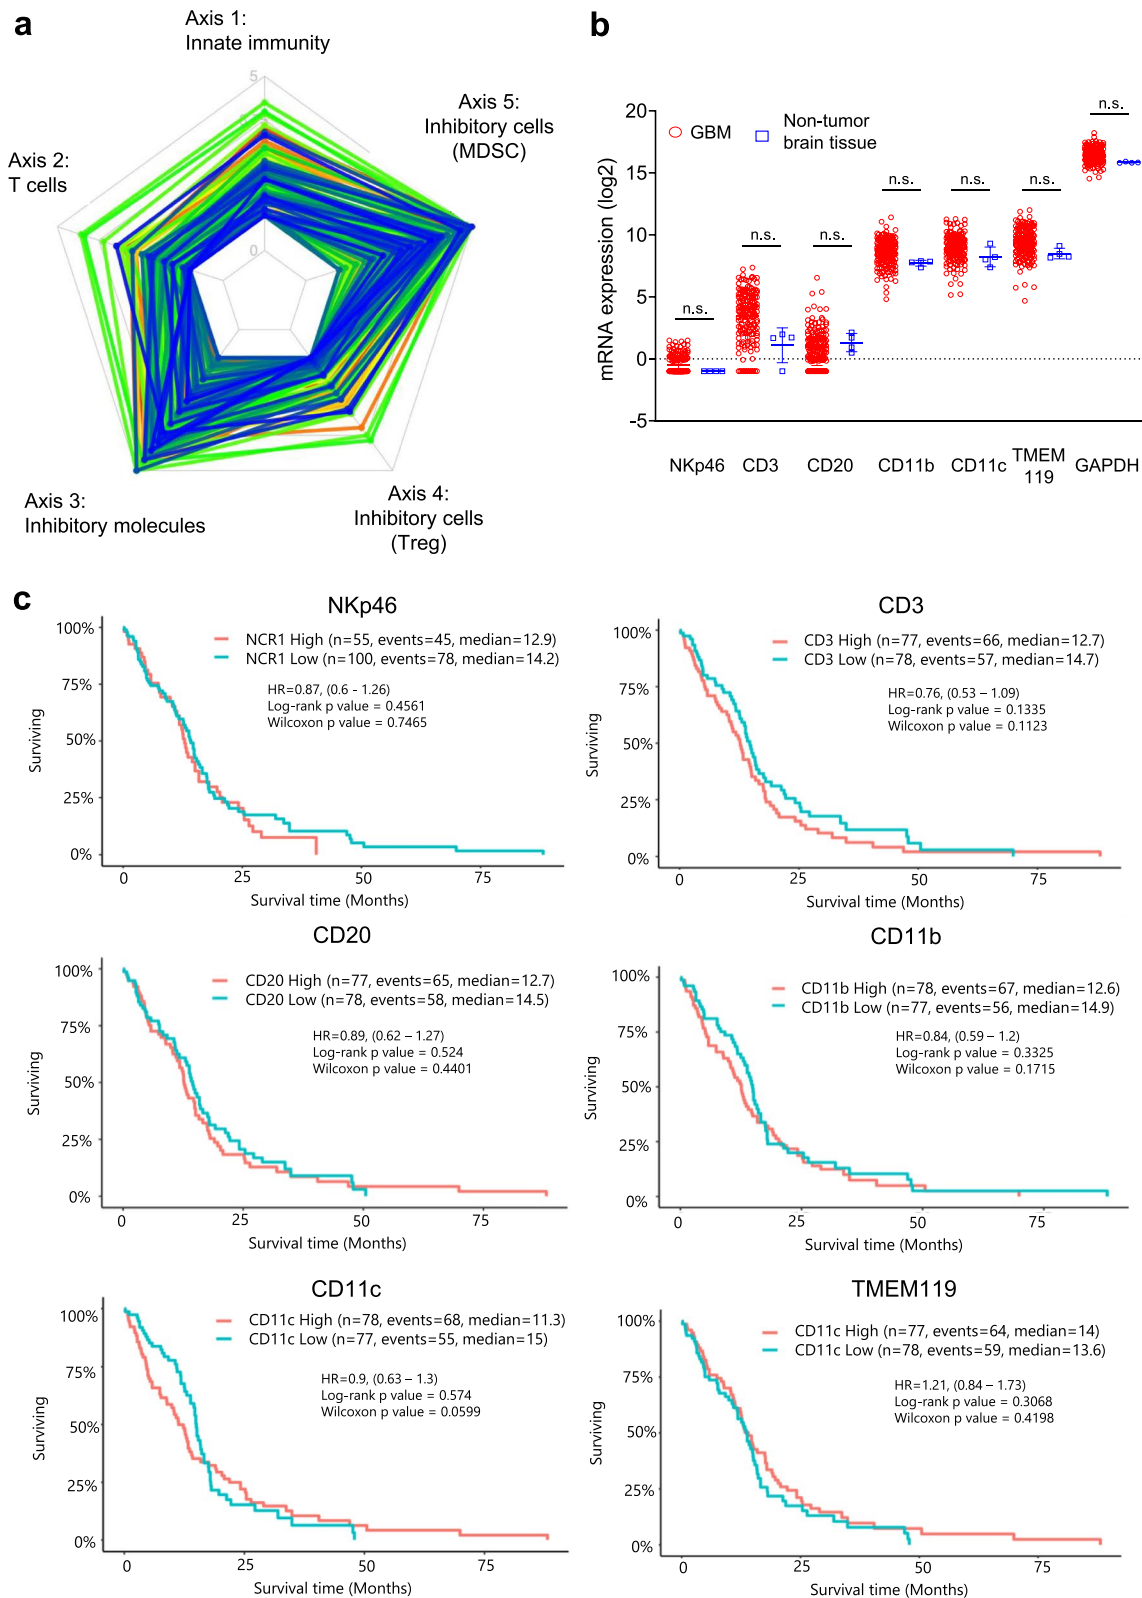 a
Axis 1:
Innate immunity
5
0
Axis 5:
Inhibitory cells
(MDSC)
Axis 2:
T cells
Axis 3:
Inhibitory molecules
Axis 4:
Inhibitory cells
(Treg)
b
mRNA expression (log2)
20
15
10
5
0
-5
GBM
Non-tumor
brain tissue
n.s.
n.s.
n.s.
n.s.
n.s.
n.s.
n.s.
NKp46
CD3
CD20
CD11b
CD11c
TMEM
119
GAPDH
c
NKp46
Surviving
100%
75%
50%
25%
0%
NCR1 High (n=55, events=45, median=12.9)
NCR1 Low (n=100, events=78, median=14.2)
HR=0.87, (0.6 - 1.26)
Log-rank p value = 0.4561
Wilcoxon p value = 0.7465
0 25 50 75
Survival time (Months)
CD3
Surviving
100%
75%
50%
25%
0%
CD3 High (n=77, events=66, median=12.7)
CD3 Low (n=78, events=57, median=14.7)
HR=0.76, (0.53 – 1.09)
Log-rank p value = 0.1335
Wilcoxon p value = 0.1123
0 25 50 75
Survival time (Months)
CD20
Surviving
100%
75%
50%
25%
0%
CD20 High (n=77, events=65, median=12.7)
CD20 Low (n=78, events=58, median=14.5)
HR=0.89, (0.62 – 1.27)
Log-rank p value = 0.524
Wilcoxon p value = 0.4401
0 25 50 75
Survival time (Months)
CD11b
Surviving
100%
75%
50%
25%
0%
CD11b High (n=78, events=67, median=12.6)
CD11b Low (n=77, events=56, median=14.9)
HR=0.84, (0.59 – 1.2)
Log-rank p value = 0.3325
Wilcoxon p value = 0.1715
0 25 50 75
Survival time (Months)
CD11c
Surviving
100%
75%
50%
25%
0%
CD11c High (n=78, events=68, median=11.3)
CD11c Low (n=77, events=55, median=15)
HR=0.9, (0.63 – 1.3)
Log-rank p value = 0.574
Wilcoxon p value = 0.0599
0 25 50 75
Survival time (Months)
TMEM119
Surviving
100%
75%
50%
25%
0%
CD11c High (n=77, events=64, median=14)
CD11c Low (n=78, events=59, median=13.6)
HR=1.21, (0.84 – 1.73)
Log-rank p value = 0.3068
Wilcoxon p value = 0.4198
0 25 50 75
Survival time (Months)